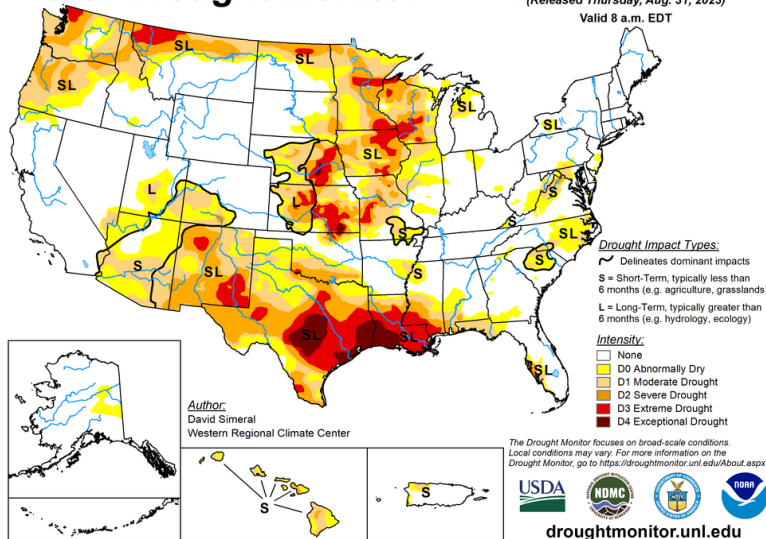 (Released Thursday, Aug. 31, 2023)
Valid 8 a.m. EDT
SL
SL
SL
SL
SL
SL
L
L
S
S
S
SL
S
SL
S
S
SL
SL
SL
Drought Impact Types:
Delineates dominant impacts
S = Short-Term, typically less than
6 months (e.g. agriculture, grasslands)
L = Long-Term, typically greater than
6 months (e.g. hydrology, ecology)
Intensity:
None
D0 Abnormally Dry
D1 Moderate Drought
D2 Severe Drought
D3 Extreme Drought
D4 Exceptional Drought
Author:
David Simeral
Western Regional Climate Center
S
S
The Drought Monitor focuses on broad-scale conditions.
Local conditions may vary. For more information on the
Drought Monitor, go to https://droughtmonitor.unl.edu/About.aspx
USDA
NDMC
NOAA
droughtmonitor.unl.edu